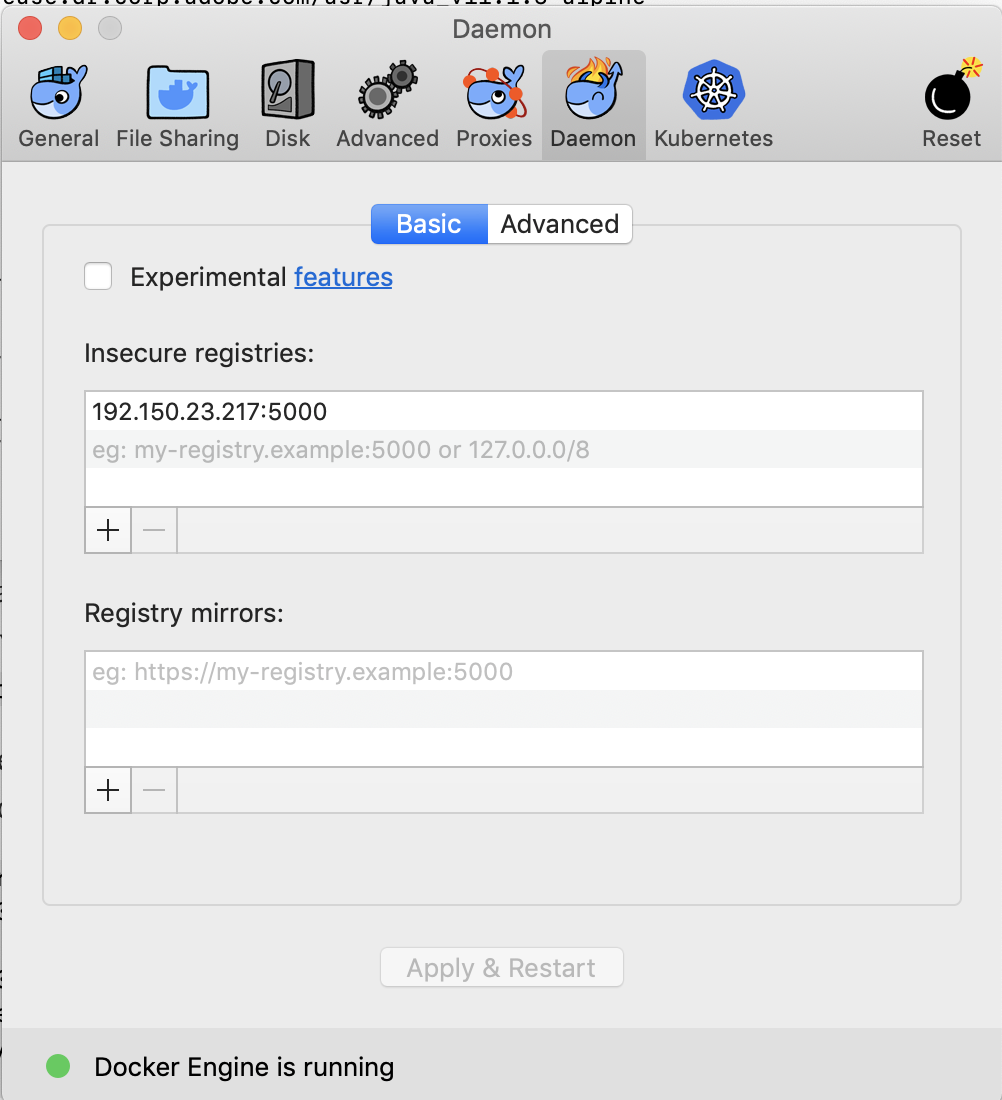 Daemon
General File Sharing Disk Advanced Proxies Daemon Kubernetes Reset
Basic Advanced
Experimental features
Insecure registries:
192.150.23.217:5000
eg: my-registry.example:5000 or 127.0.0.0/8
Registry mirrors:
eg: https://my-registry.example:5000
Apply & Restart
Docker Engine is running